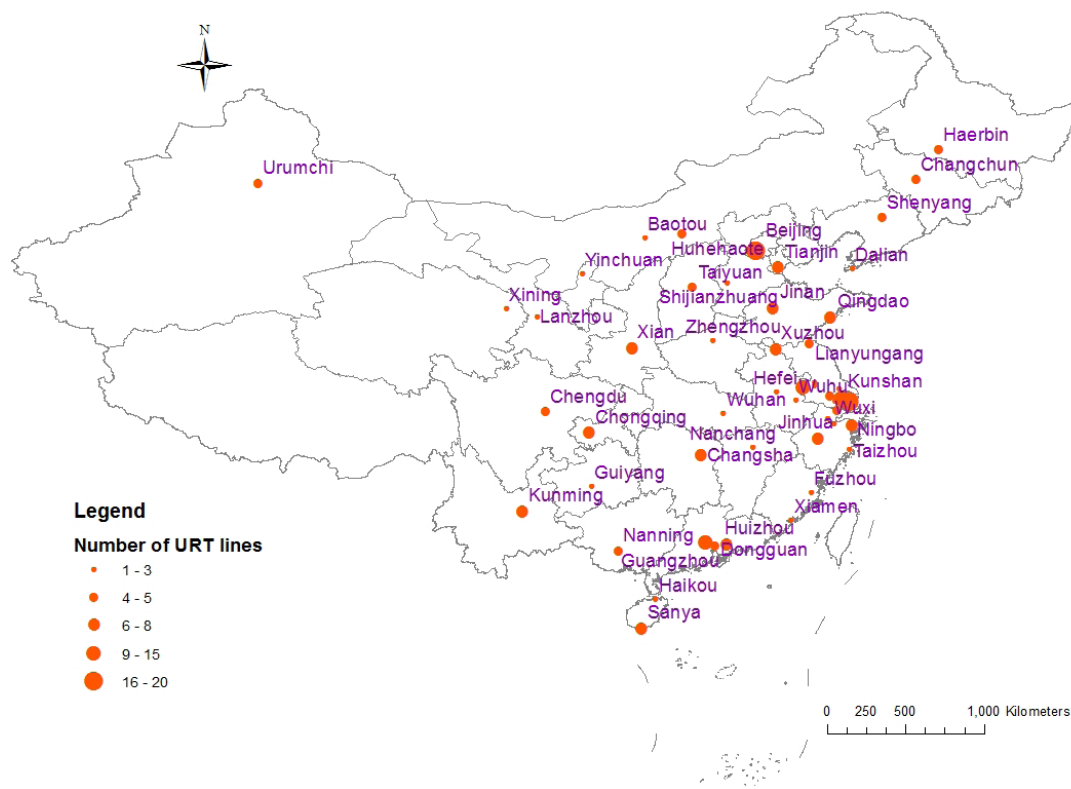 N
Haerbin
Urumchi
Changchun
Shenyang
Baotou
Beijing
Huhehaote
Tianjin
Dalian
Yinchuan
Taiyuan
Shijianzhuang
Jinan
Xining
Qingdao
Lanzhou
Xian
Zhengzhou
Xuzhou
Lianyungang
Hefei
Wuhu
Kunshan
Chengdu
Wuhan
Wuxi
Chongqing
Jinhua
Ningbo
Nanchang
Changsha
Taizhou
Guiyang
Fuzhou
Kunming
Xiamen
Nanning
Huizhou
Guangzhou
Dongguan
Haikou
Sanya
Legend
Number of URT lines
1 - 3
4 - 5
6 - 8
9 - 15
16 - 20
0 250 500 1,000 Kilometers